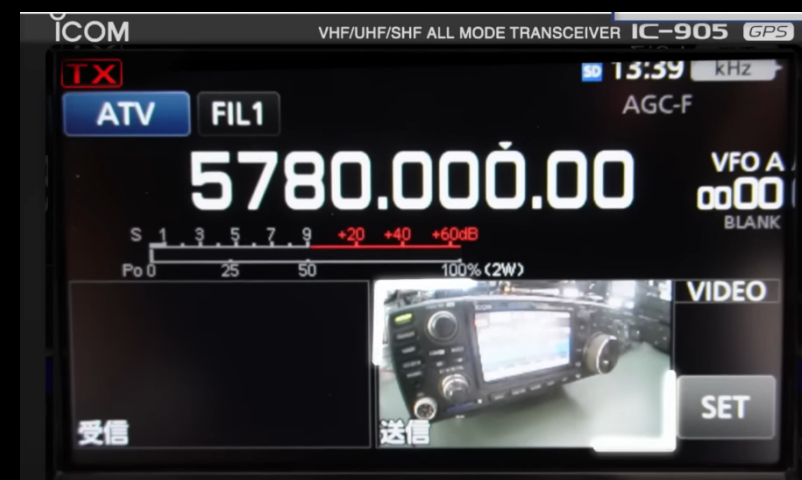 ICOM VHF/UHF/SHF ALL MODE TRANSCEIVER IC-905 GPS
TX SD 13:39 kHz
ATV FIL1 AGC-F
5780.000.00 VFO A
00 BLANK
S 1 3 5 7 9 +20 +40 +60dB
Po 0 25 50 100% (2W)
VIDEO
SET
受信 送信